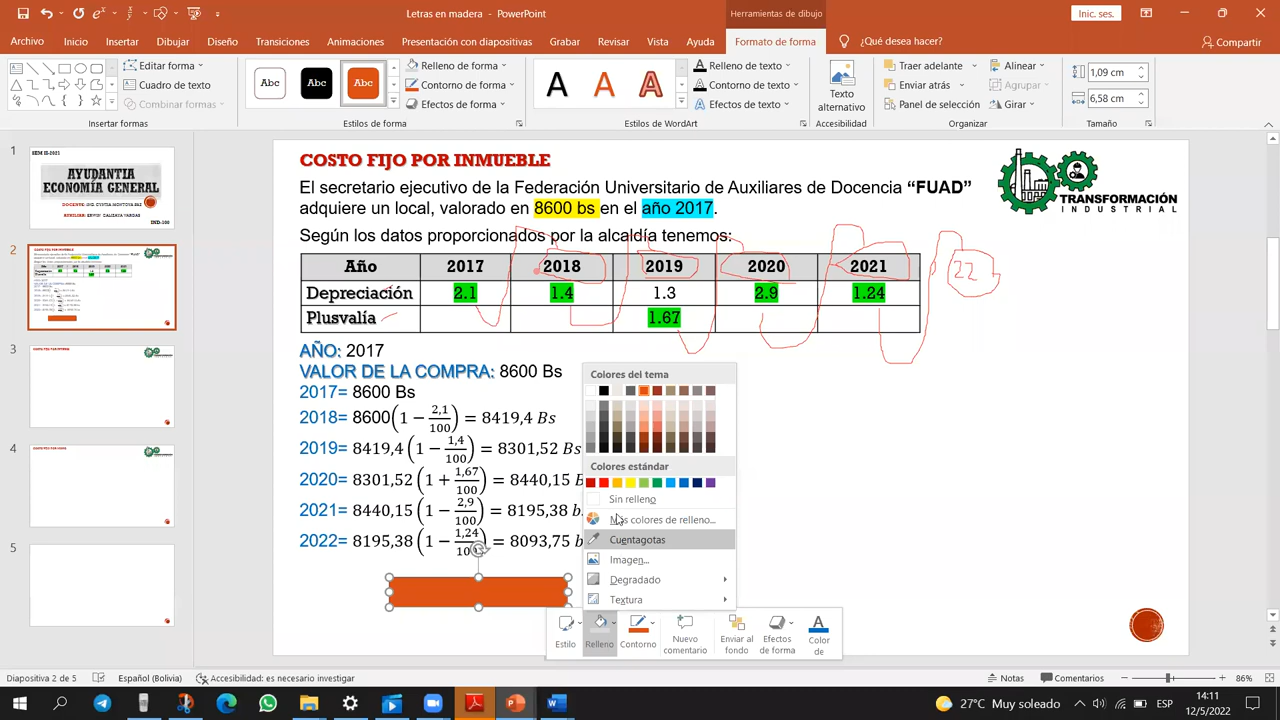 Letras en madera - PowerPoint
Herramientas de dibujo
Inic. ses.
Archivo Inicio Insertar Dibujar Diseño Transiciones Animaciones Presentación con diapositivas Grabar Revisar Vista Ayuda Formato de forma ¿Qué desea hacer? Compartir
Editar forma
Cuadro de texto
Combinar formas
Insertar formas
Abc Abc Abc
Relleno de forma
Contorno de forma
Efectos de forma
Estilos de forma
A A A
Relleno de texto
Contorno de texto
Efectos de texto
Estilos de WordArt
Texto alternativo
Accesibilidad
Traer adelante
Enviar atrás
Panel de selección
Alinear
Agrupar
Girar
Organizar
1,09 cm
6,58 cm
Tamaño
1
2
3
4
5
SEM II-2021
AYUDANTIA
ECONOMÍA GENERAL
COSTO FIJO POR INMUEBLE
El secretario ejecutivo de la Federación Universitario de Auxiliares de Docencia “FUAD”
adquiere un local, valorado en 8600 bs en el año 2017.
Según los datos proporcionados por la alcaldía tenemos:
TRANSFORMACIÓN
INDUSTRIAL
Año 2017 2018 2019 2020 2021
22
Depreciación 2.1 1.4 1.3 2.9 1.24
Plusvalía 1.67
AÑO: 2017
VALOR DE LA COMPRA: 8600 Bs
2017= 8600 Bs
2018= 8600(1 − 2,1/100) = 8419,4 Bs
2019= 8419,4 (1 − 1,4/100) = 8301,52 Bs
2020= 8301,52 (1 + 1,67/100) = 8440,15
2021= 8440,15 (1 − 2,9/100) = 8195,38 b
2022= 8195,38 (1 − 1,24/10 = 8093,75 b
Colores del tema
Colores estándar
Sin relleno
Más colores de relleno...
Cuentagotas
Imagen...
Degradado
Textura
Estilo Relleno Contorno Nuevo comentario Enviar al fondo Efectos de forma Color de
Diapositiva 2 de 5 Español (Bolivia) Accesibilidad: es necesario investigar Notas Comentarios 86%
27°C Muy soleado ESP 14:11
12/5/2022